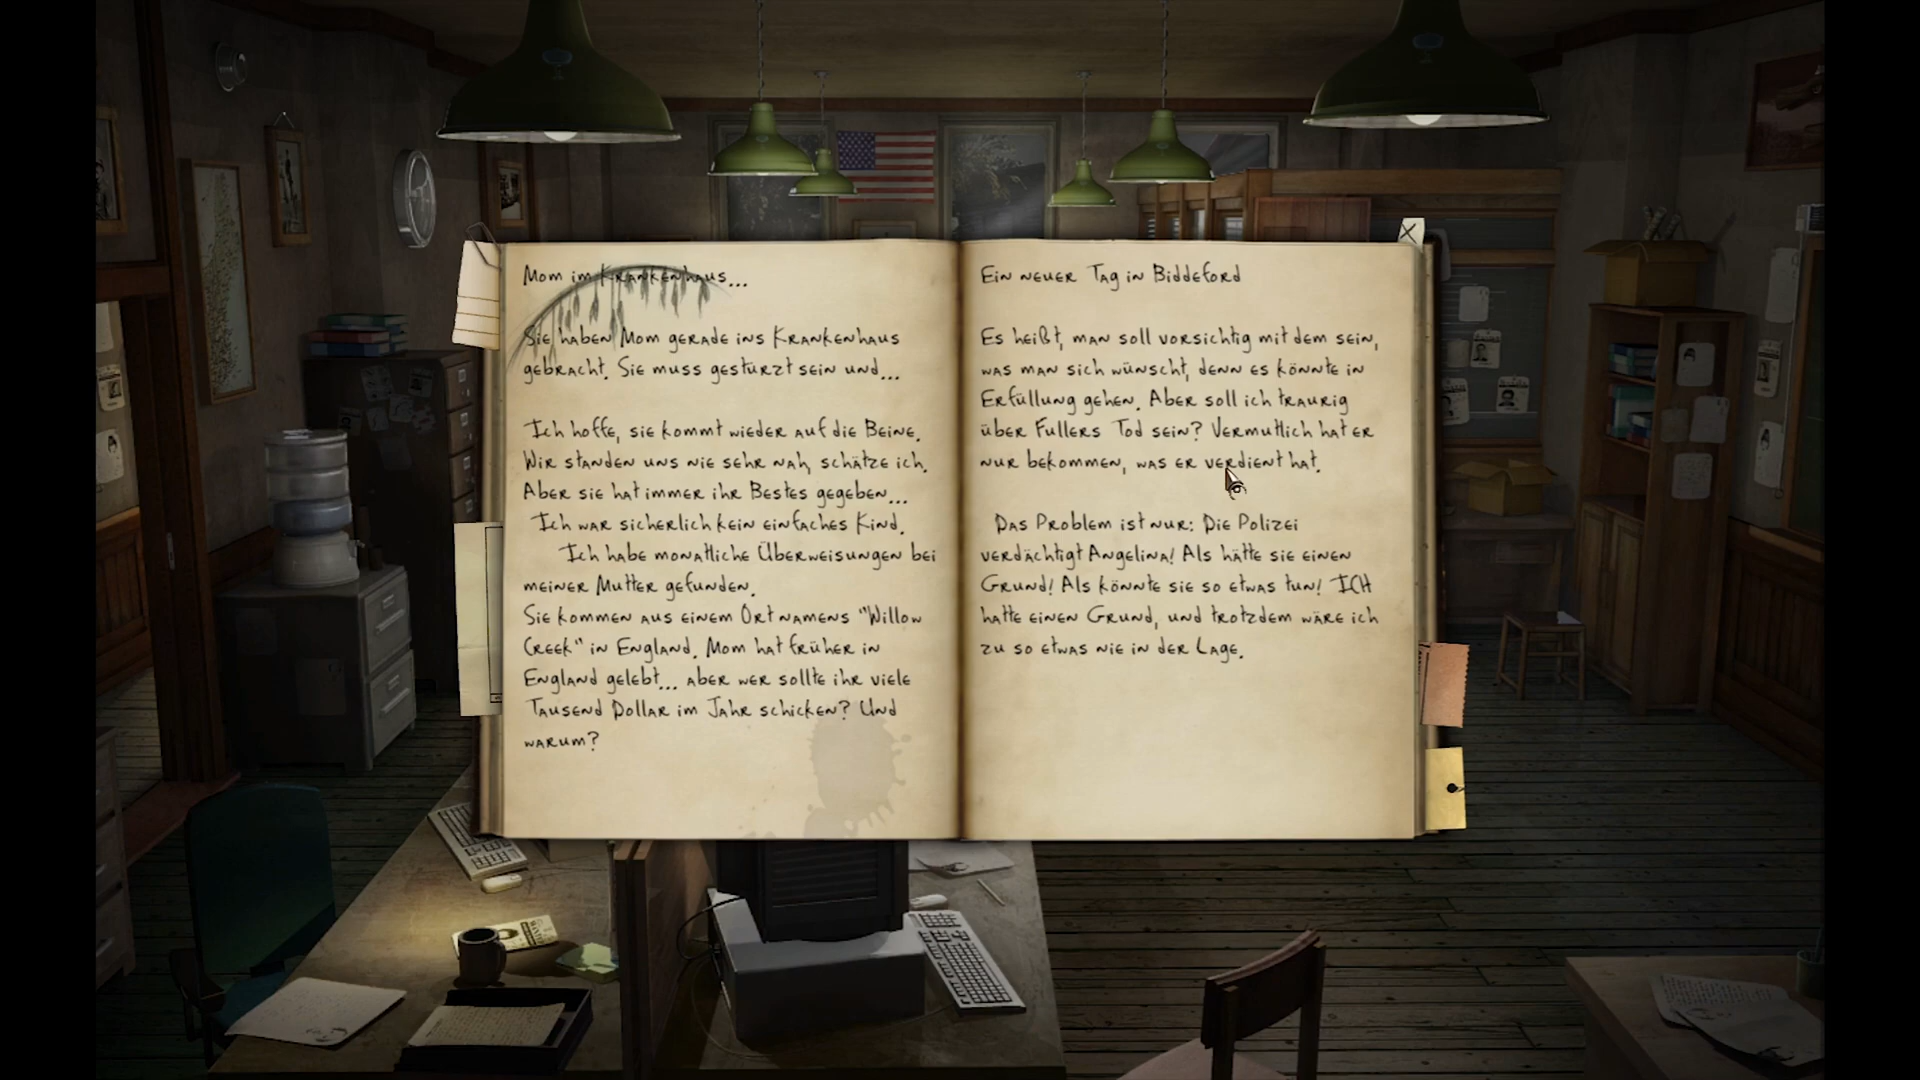 Mom im Krankenhaus...
Sie haben Mom gerade ins Krankenhaus
gebracht. Sie muss gestürzt sein und...
Ich hoffe, sie kommt wieder auf die Beine.
Wir standen uns nie sehr nah, schätze ich.
Aber sie hat immer ihr Bestes gegeben...
Ich war sicherlich kein einfaches Kind.
Ich habe monatliche Überweisungen bei
meiner Mutter gefunden.
Sie kommen aus einem Ort namens "Willow
Creek" in England. Mom hat früher in
England gelebt... aber wer sollte ihr viele
Tausend Dollar im Jahr schicken? Und
warum?
Ein neuer Tag in Biddeford
Es heißt, man soll vorsichtig mit dem sein,
was man sich wünscht, denn es könnte in
Erfüllung gehen. Aber soll ich traurig
über Fullers Tod sein? Vermutlich hat er
nur bekommen, was er verdient hat.
Das Problem ist nur: Die Polizei
verdächtigt Angelina! Als hätte sie einen
Grund! Als könnte sie so etwas tun! ICH
hatte einen Grund, und trotzdem wäre ich
zu so etwas nie in der Lage.